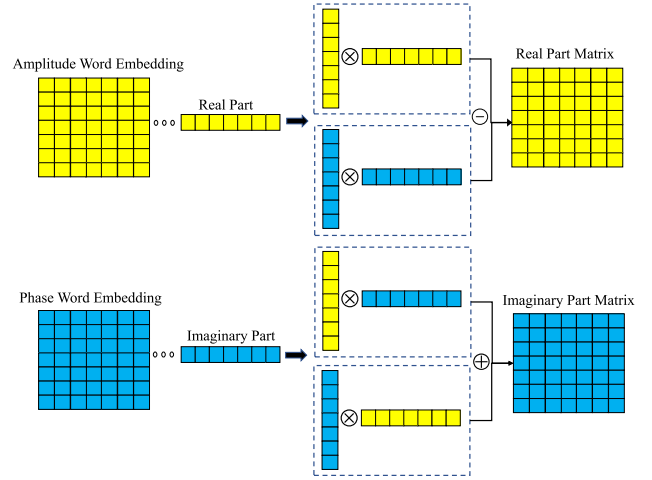 Amplitude Word Embedding
Real Part
Real Part Matrix
Phase Word Embedding
Imaginary Part
Imaginary Part Matrix